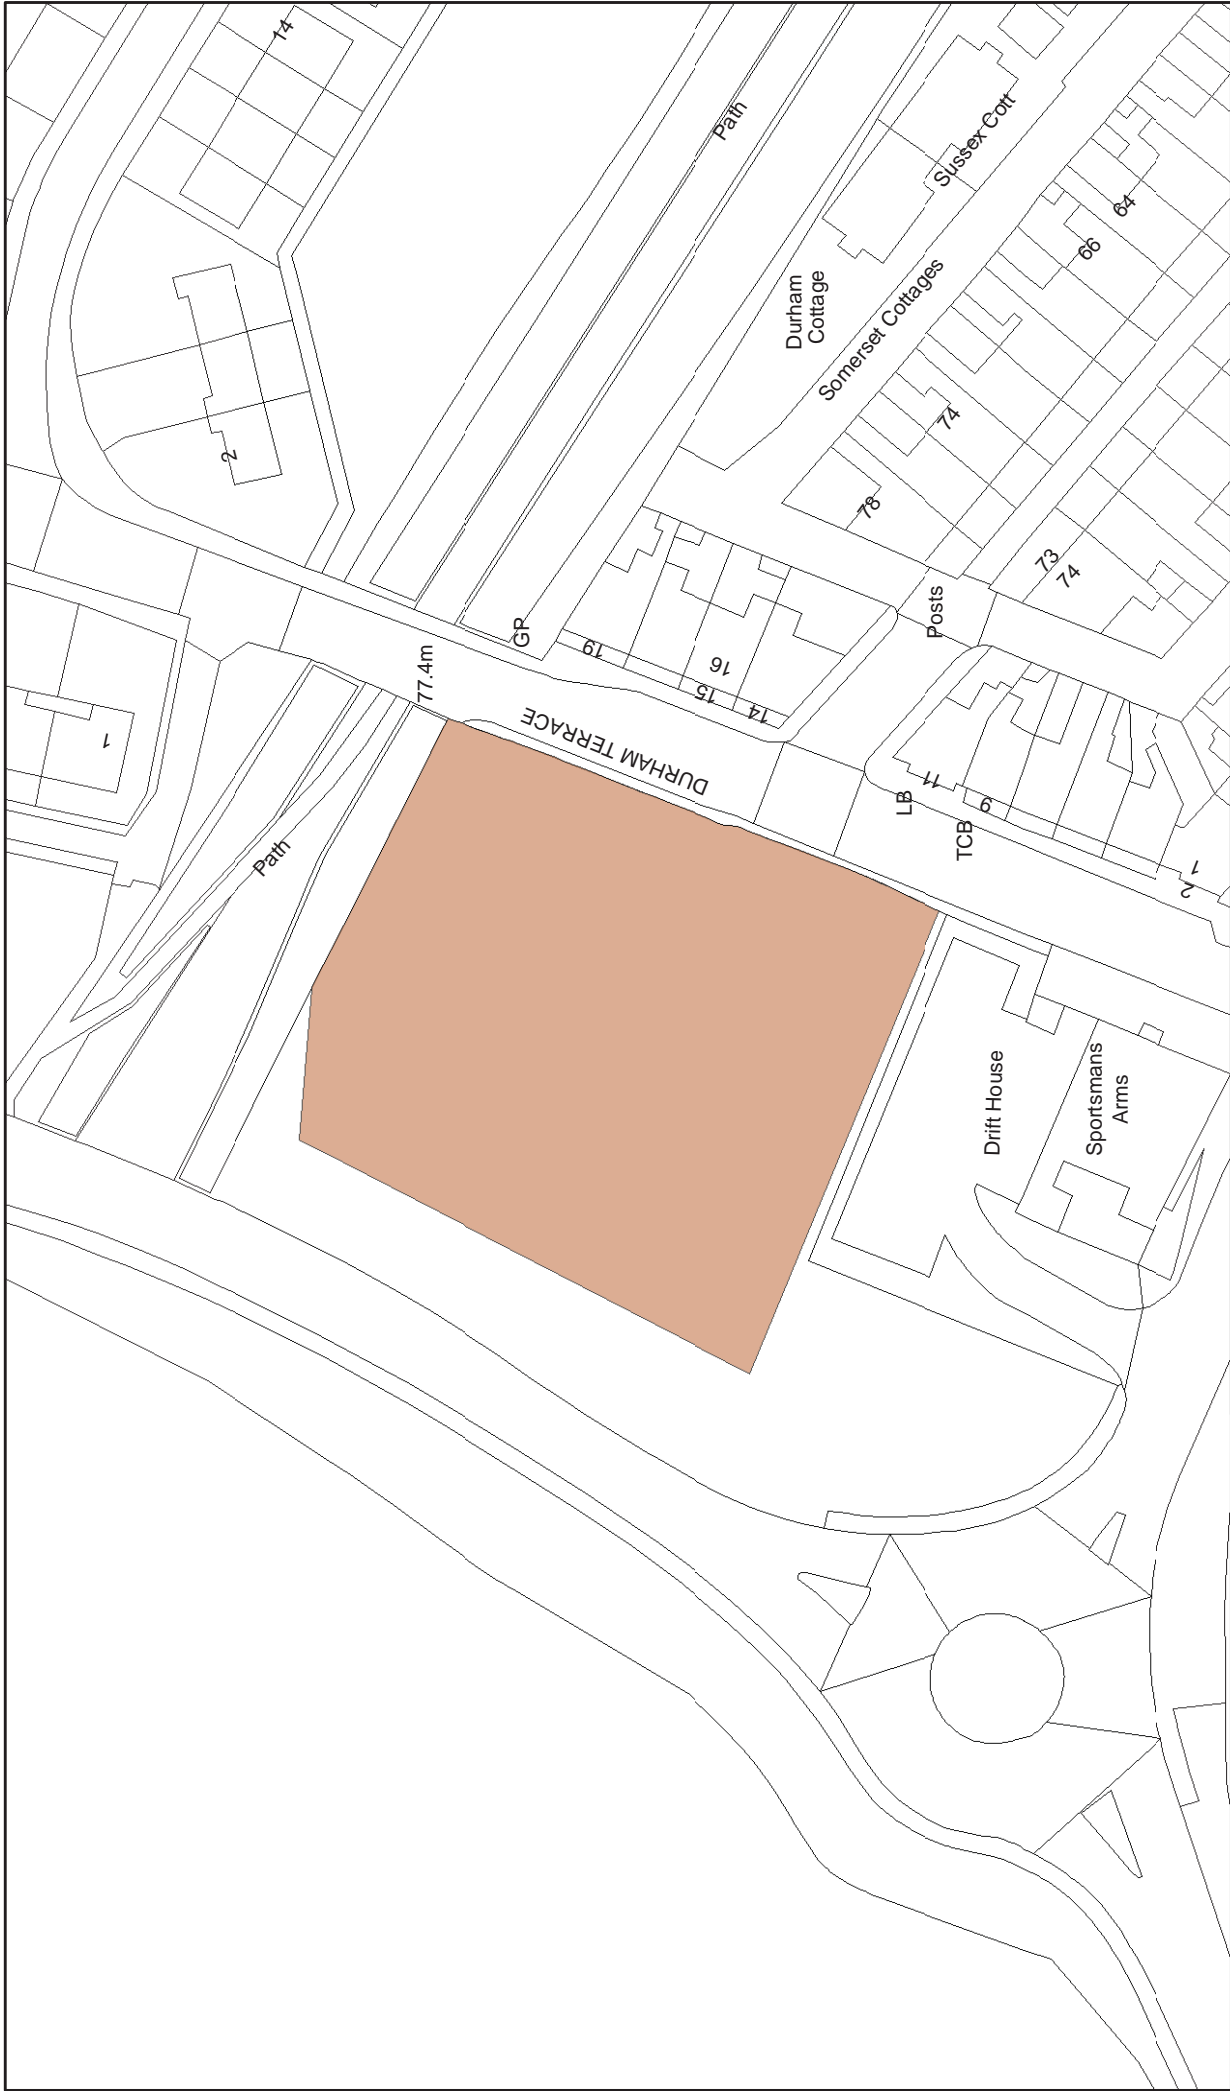 14
Path
Sussex Cott
64
66
Durham
Cottage
Somerset Cottages
74
78
2
73
74
Posts
GP
19
16
15
14
77.4m
DURHAM TERRACE
1
Path
LB
11
TCB
9
1
2
Drift House
Sportsmans
Arms